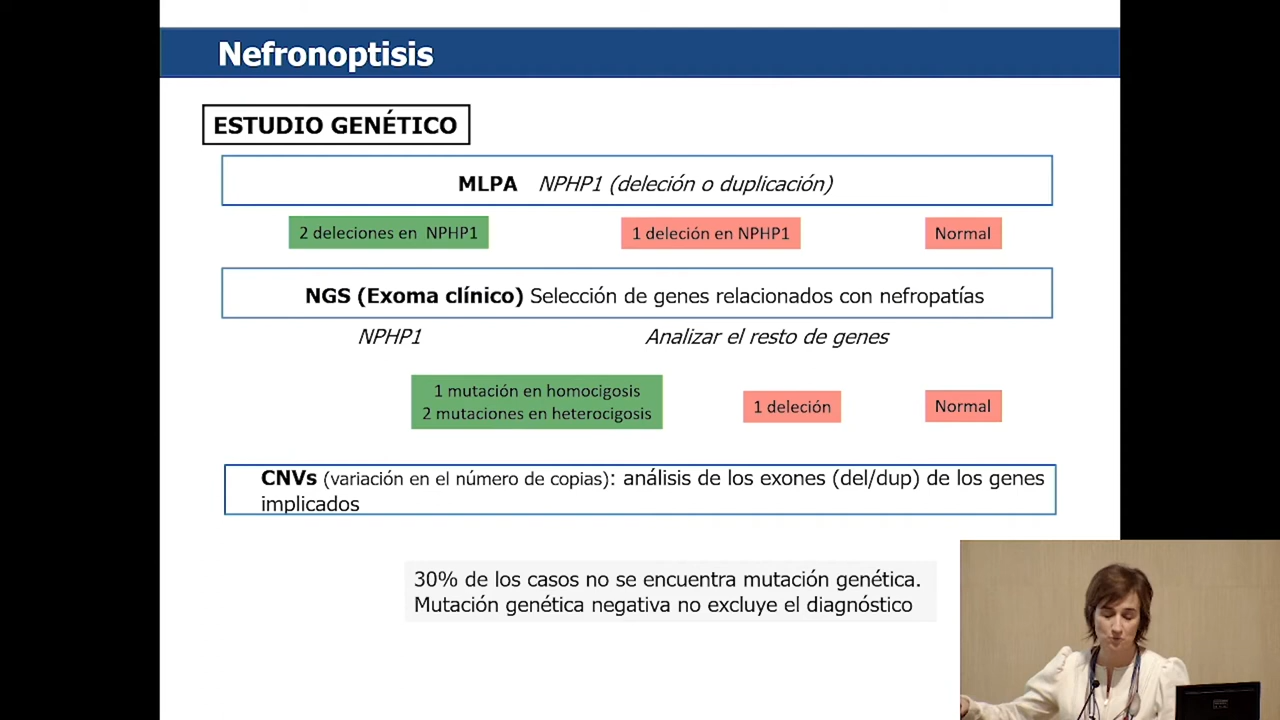 Nefronoptisis
ESTUDIO GENÉTICO
MLPA NPHP1 (deleción o duplicación)
2 deleciones en NPHP1
1 deleción en NPHP1
Normal
NGS (Exoma clínico) Selección de genes relacionados con nefropatías
NPHP1
Analizar el resto de genes
1 mutación en homocigosis
2 mutaciones en heterocigosis
1 deleción
Normal
CNVs (variación en el número de copias): análisis de los exones (del/dup) de los genes
implicados
30% de los casos no se encuentra mutación genética.
Mutación genética negativa no excluye el diagnóstico